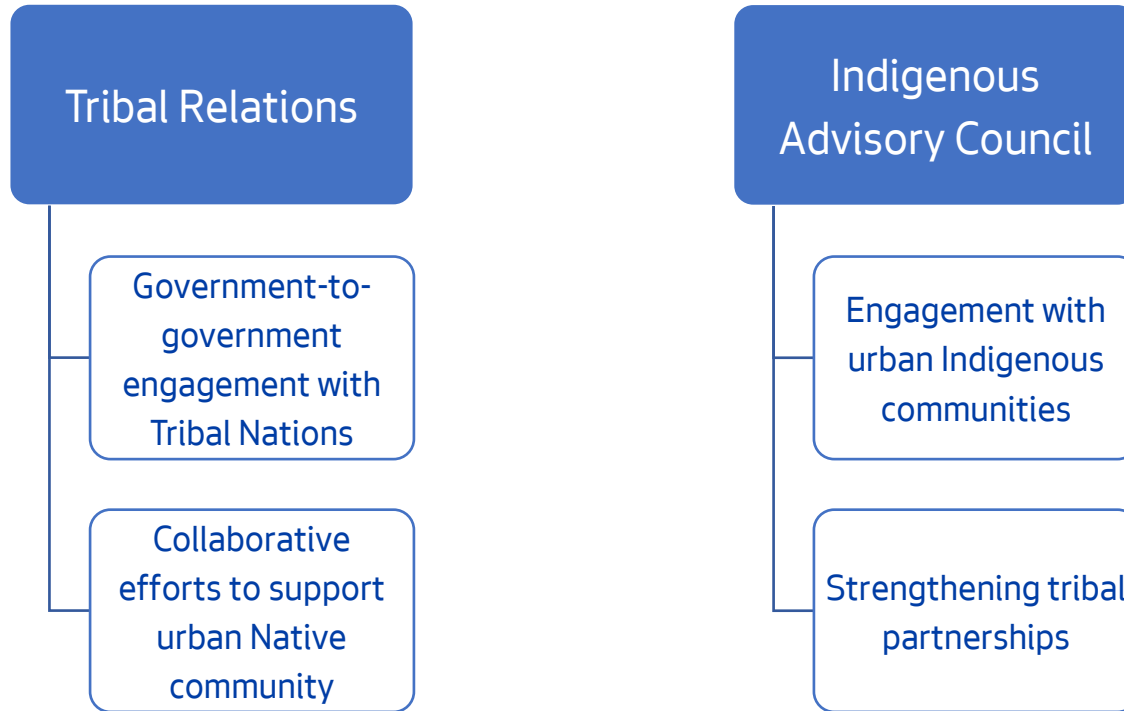 Tribal Relations
Government-to-
government
engagement with
Tribal Nations
Collaborative
efforts to support
urban Native
community
Indigenous
Advisory Council
Engagement with
urban Indigenous
communities
Strengthening tribal
partnerships